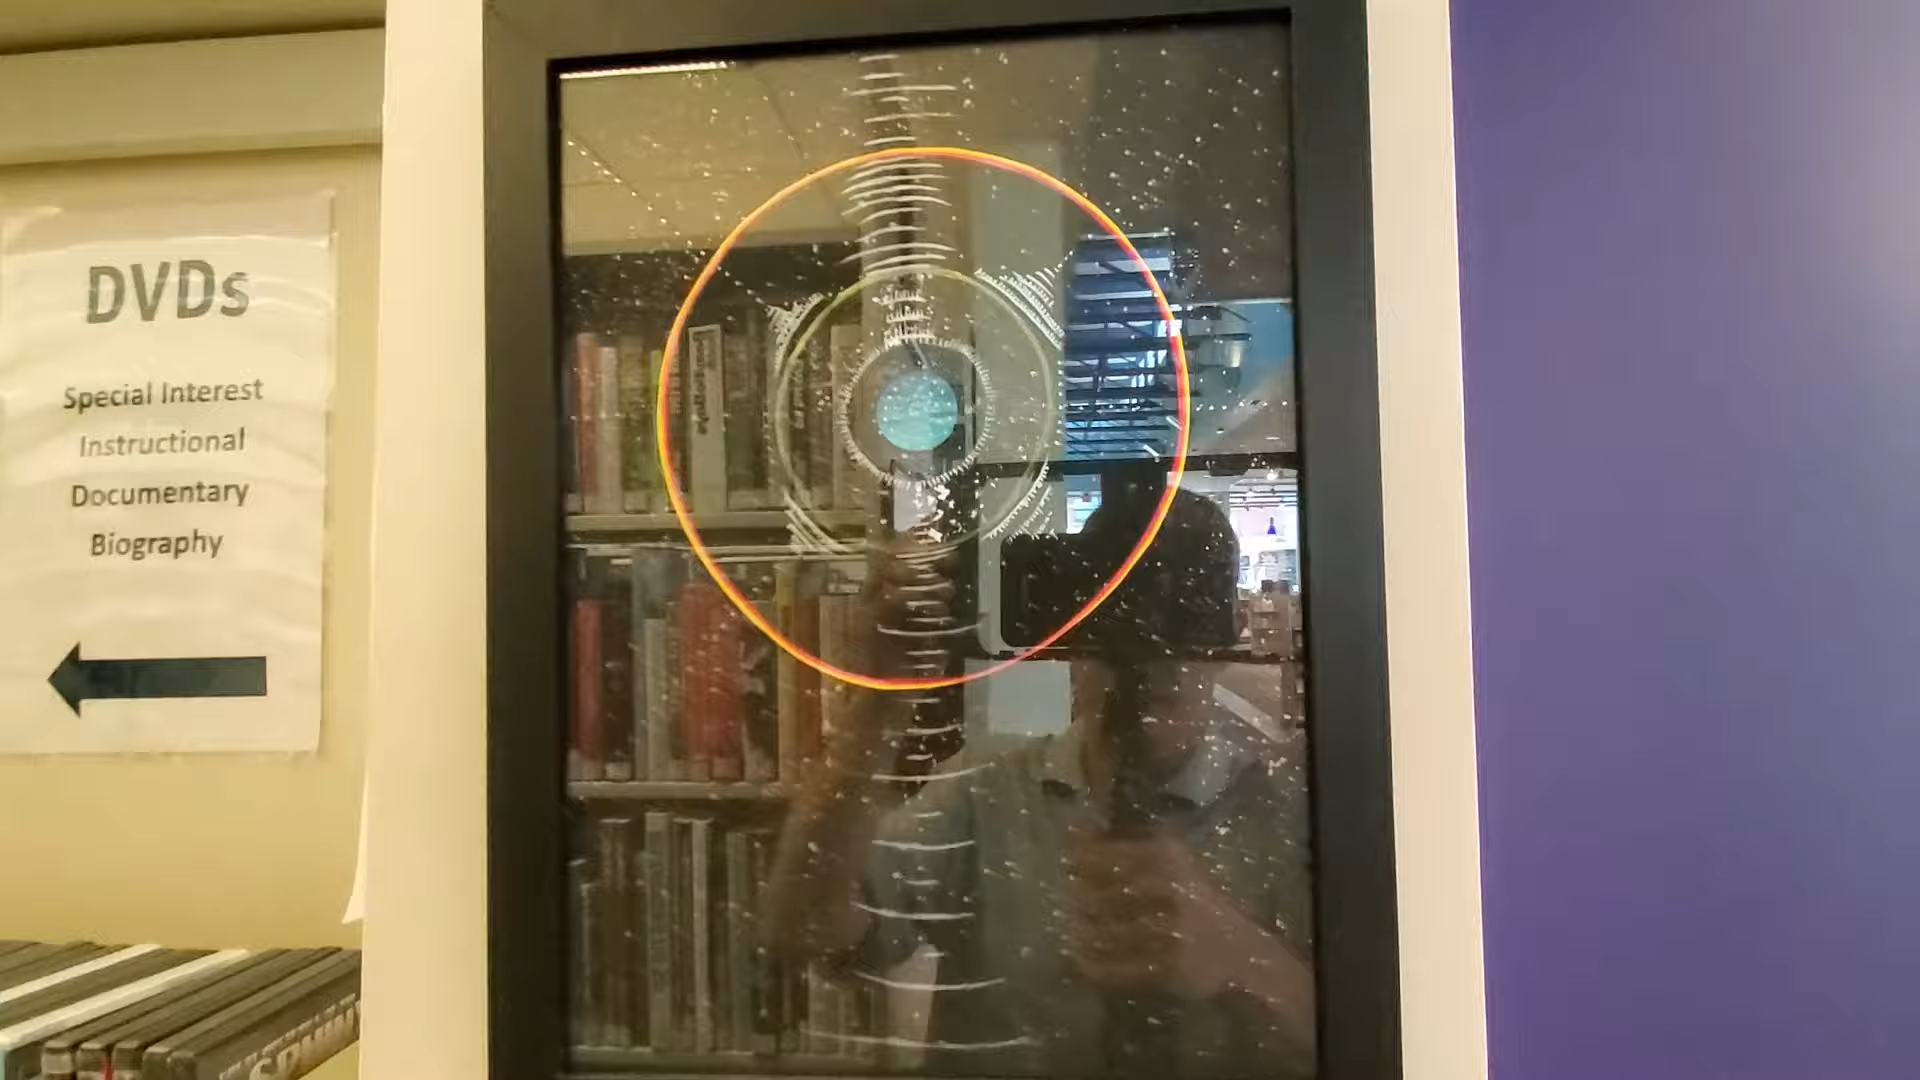 DVDs
Special Interest
Instructional
Documentary
Biography